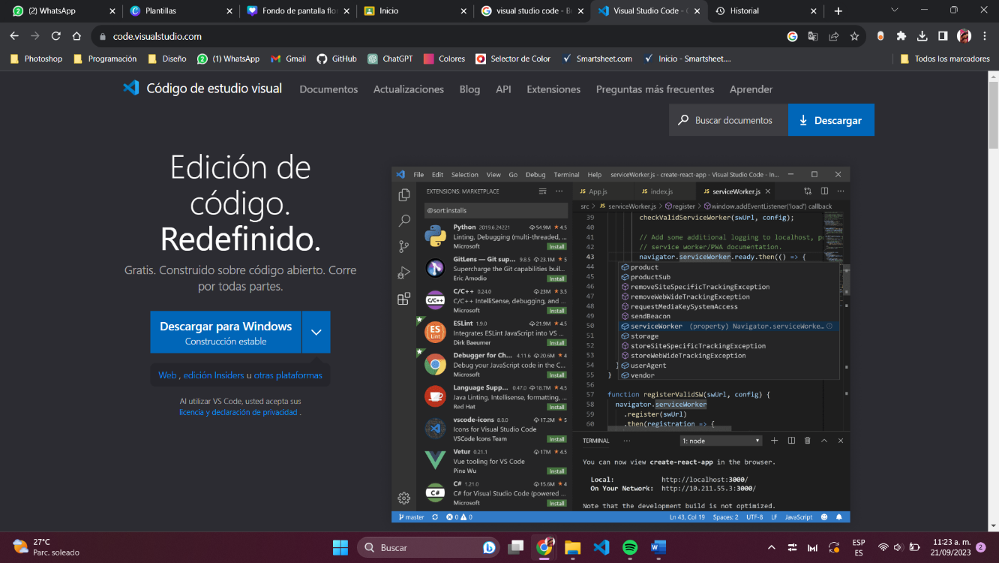 (2) WhatsApp
Plantillas
Fondo de pantalla flo
Inicio
visual studio code - B
Visual Studio Code - C
Historial
code.visualstudio.com
Photoshop
Programación
Diseño
(1) WhatsApp
Gmail
GitHub
ChatGPT
Colores
Selector de Color
Smartsheet.com
Inicio - Smartsheet....
Todos los marcadores
Código de estudio visual
Documentos
Actualizaciones
Blog
API
Extensiones
Preguntas más frecuentes
Aprender
Buscar documentos
Descargar
Edición de
código.
Redefinido.
Gratis. Construido sobre código abierto. Corre
por todas partes.
Descargar para Windows
Construcción estable
Web , edición Insiders u otras plataformas
Al utilizar VS Code, usted acepta sus
licencia y declaración de privacidad .
File Edit Selection View Go Debug Terminal Help serviceWorker.js - create-react-app - Visual Studio Code - In...
EXTENSIONS: MARKETPLACE
@sort:installs
Python 2019.6.24221 54.9M ★ 4.5
Linting, Debugging (multi-threaded, ...
Microsoft Install
GitLens — Git sup... 9.8.5 23.1M ★ 5
Supercharge the Git capabilities buil...
Eric Amodio Install
C/C++ 0.24.0 23M ★ 3.5
C/C++ IntelliSense, debugging, and ...
Microsoft Install
ESLint 1.9.0 21.9M ★ 4.5
Integrates ESLint JavaScript into VS ...
Dirk Baeumer Install
Debugger for Ch... 4.11.6 20.6M ★ 4
Debug your JavaScript code in the C...
Microsoft Install
Language Supp... 0.47.0 18.7M ★ 4.5
Java Linting, Intellisense, formatting, ...
Red Hat Install
vscode-icons 8.8.0 17.2M ★ 5
Icons for Visual Studio Code
VSCode Icons Team Install
Vetur 0.21.1 17M ★ 4.5
Vue tooling for VS Code
Pine Wu Install
C# 1.21.0 15.6M ★ 4
C# for Visual Studio Code (powered ...
Microsoft Install
JS App.js
JS index.js
JS serviceWorker.js
src > JS serviceWorker.js > register > window.addEventListener('load') callback
39 checkValidServiceWorker(swUrl, config);
40
41 // Add some additional logging to localhost, p
42 // service worker/PWA documentation.
43 navigator.serviceWorker.ready.then(() => {
44 product
45 productSub
46 removeSiteSpecificTrackingException
47 removeWebWideTrackingException
48 requestMediaKeySystemAccess
49 sendBeacon
50 serviceWorker (property) Navigator.serviceWorke...
51 storage
52 storeSiteSpecificTrackingException
53 storeWebWideTrackingException
54 } userAgent
55 } vendor
56
57 function registerValidSW(swUrl, config) {
58 navigator.serviceWorker
59 .register(swUrl)
60 .then(registration => {
TERMINAL ... 1: node
You can now view create-react-app in the browser.
Local: http://localhost:3000/
On Your Network: http://10.211.55.3:3000/
Note that the development build is not optimized.
master 0 0 Ln 43, Col 19 Spaces: 2 UTF-8 LF JavaScript
27°C
Parc. soleado
Buscar
ESP
ES
11:23 a. m.
21/09/2023
2